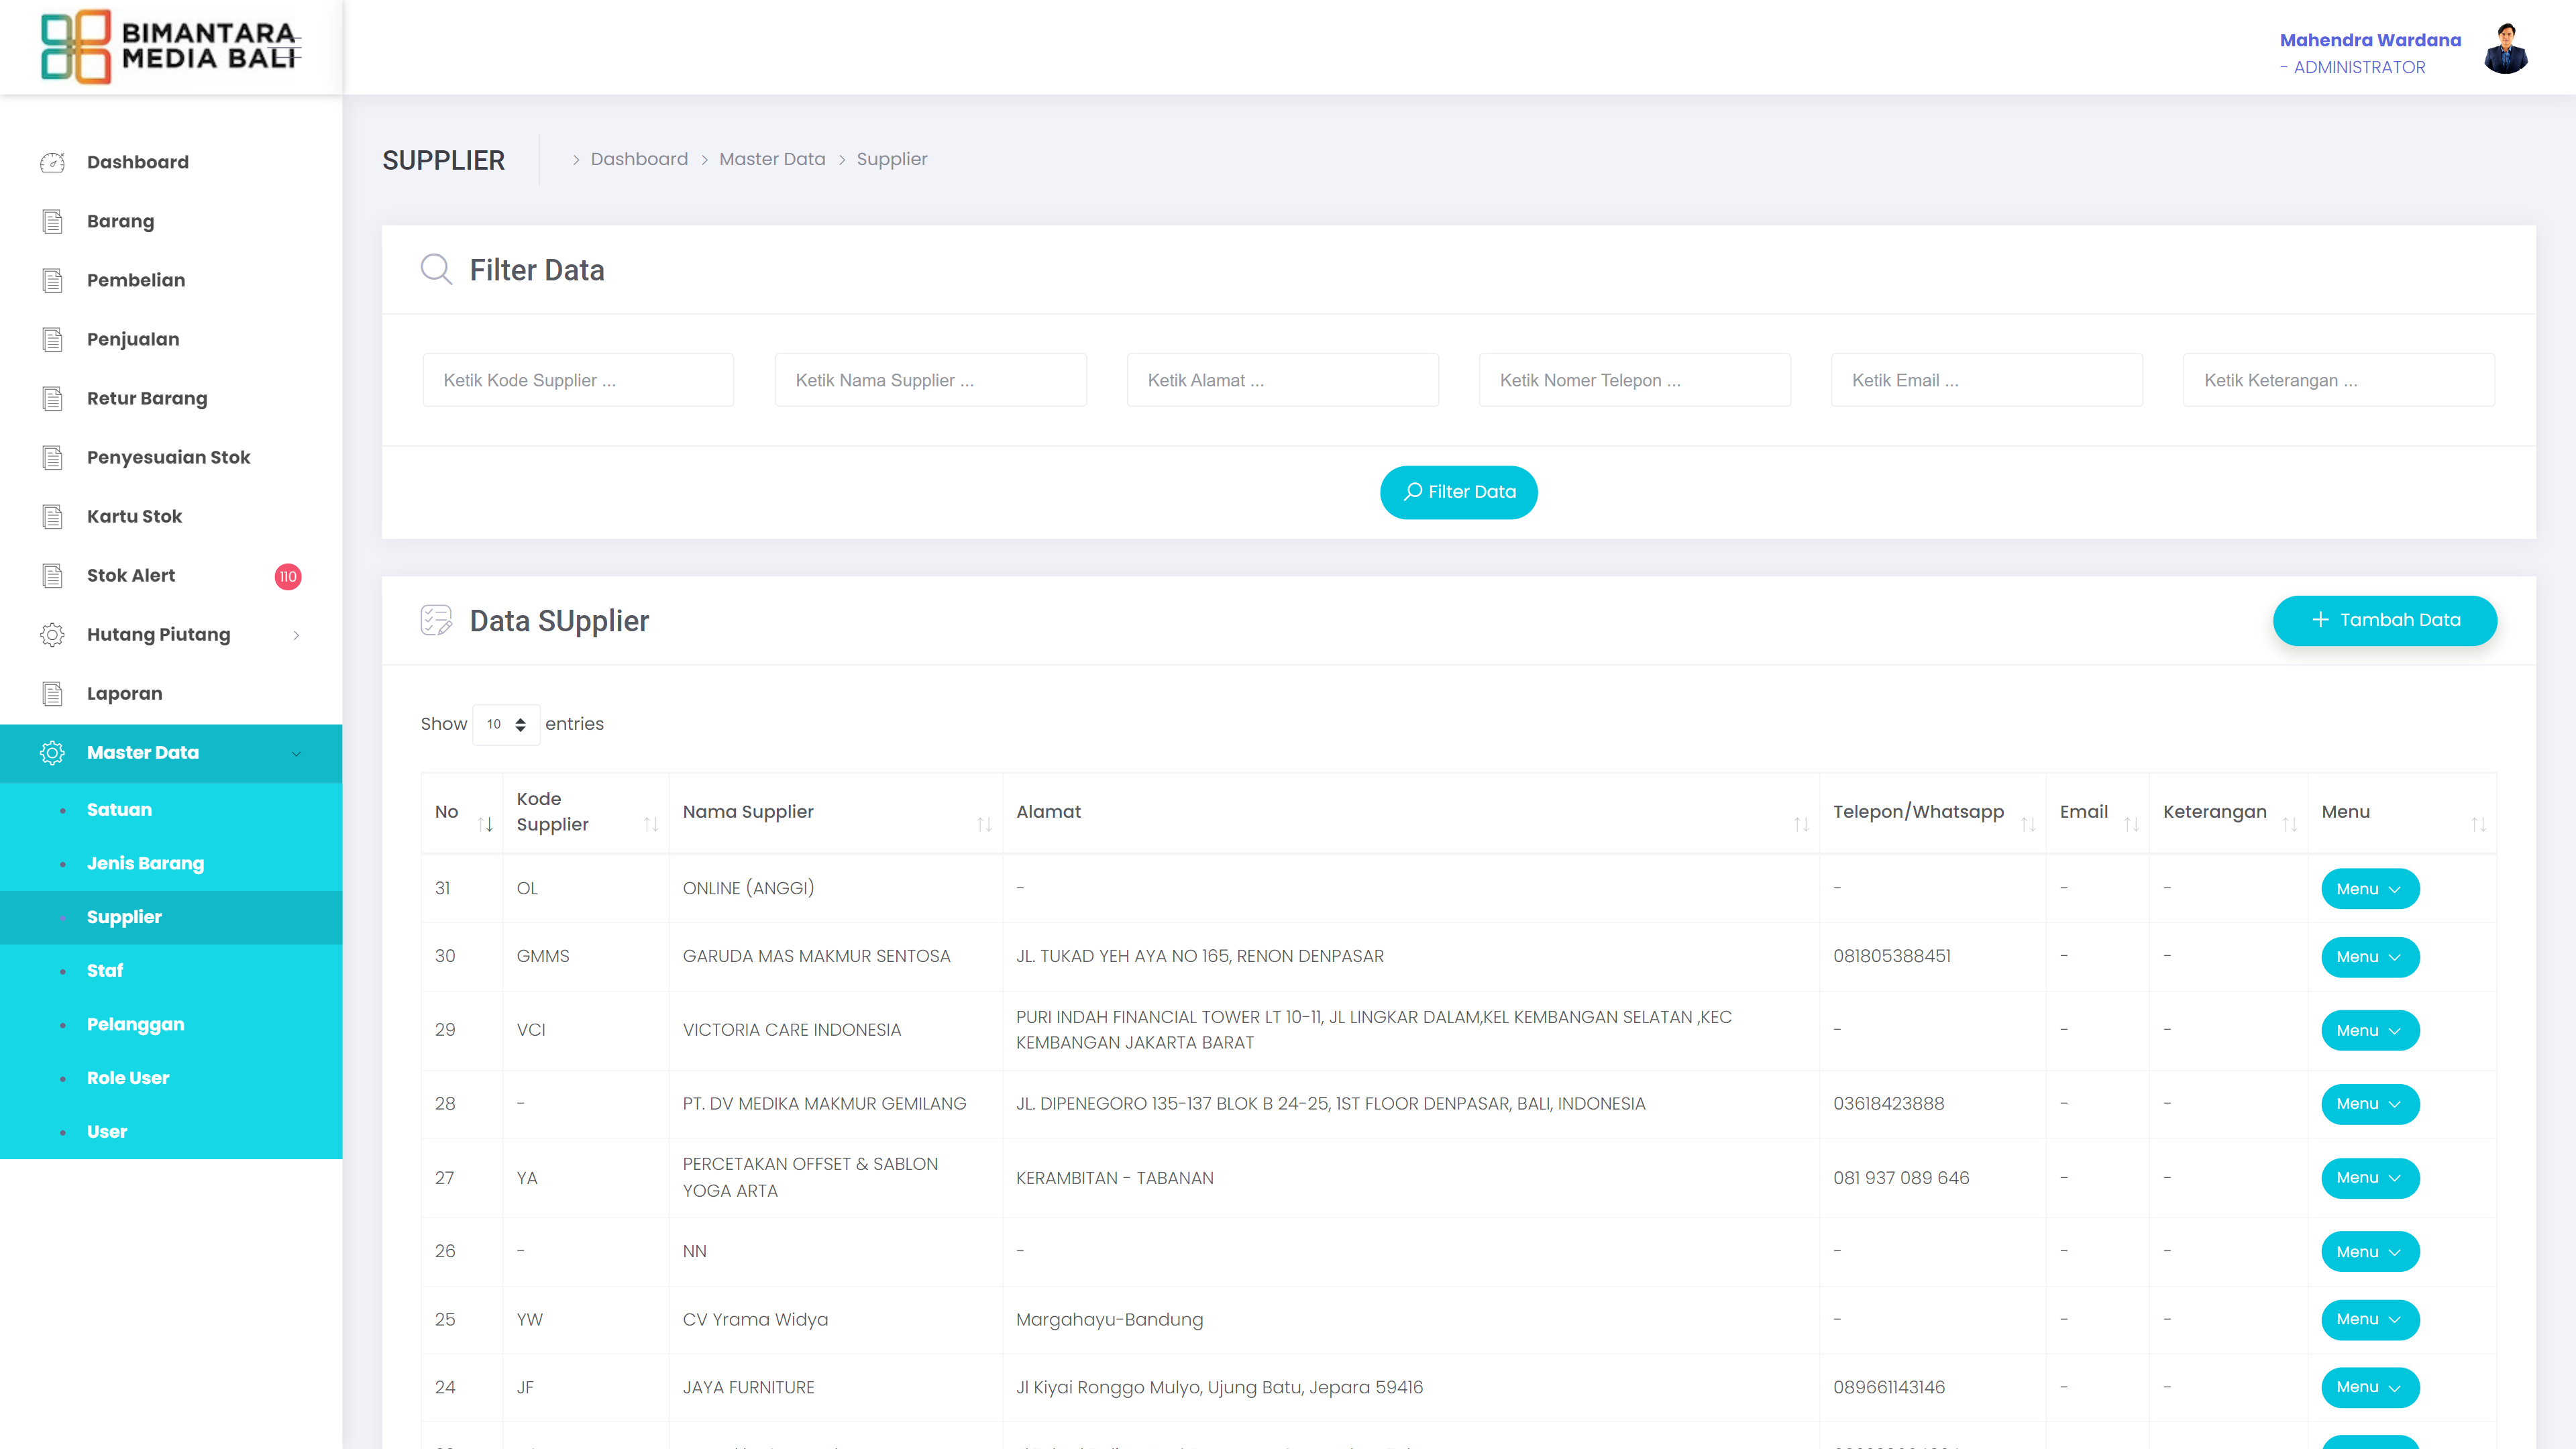 BIMANTARA
MEDIA BALI
Mahendra Wardana
- ADMINISTRATOR
Dashboard
Barang
Pembelian
Penjualan
Retur Barang
Penyesuaian Stok
Kartu Stok
Stok Alert 110
Hutang Piutang
Laporan
Master Data
Satuan
Jenis Barang
Supplier
Staf
Pelanggan
Role User
User
SUPPLIER > Dashboard > Master Data > Supplier
Filter Data
Ketik Kode Supplier ... Ketik Nama Supplier ... Ketik Alamat ... Ketik Nomer Telepon ... Ketik Email ... Ketik Keterangan ...
Filter Data
Data SUpplier
+ Tambah Data
Show 10 entries
No Kode Supplier Nama Supplier Alamat Telepon/Whatsapp Email Keterangan Menu
31 OL ONLINE (ANGGI) - - - - Menu
30 GMMS GARUDA MAS MAKMUR SENTOSA JL. TUKAD YEH AYA NO 165, RENON DENPASAR 081805388451 - - Menu
29 VCI VICTORIA CARE INDONESIA PURI INDAH FINANCIAL TOWER LT 10-11, JL LINGKAR DALAM,KEL KEMBANGAN SELATAN ,KEC
KEMBANGAN JAKARTA BARAT - - - Menu
28 - PT. DV MEDIKA MAKMUR GEMILANG JL. DIPENEGORO 135-137 BLOK B 24-25, 1ST FLOOR DENPASAR, BALI, INDONESIA 03618423888 - - Menu
27 YA PERCETAKAN OFFSET & SABLON
YOGA ARTA KERAMBITAN - TABANAN 081 937 089 646 - - Menu
26 - NN - - - - Menu
25 YW CV Yrama Widya Margahayu-Bandung - - - Menu
24 JF JAYA FURNITURE Jl Kiyai Ronggo Mulyo, Ujung Batu, Jepara 59416 089661143146 - - Menu